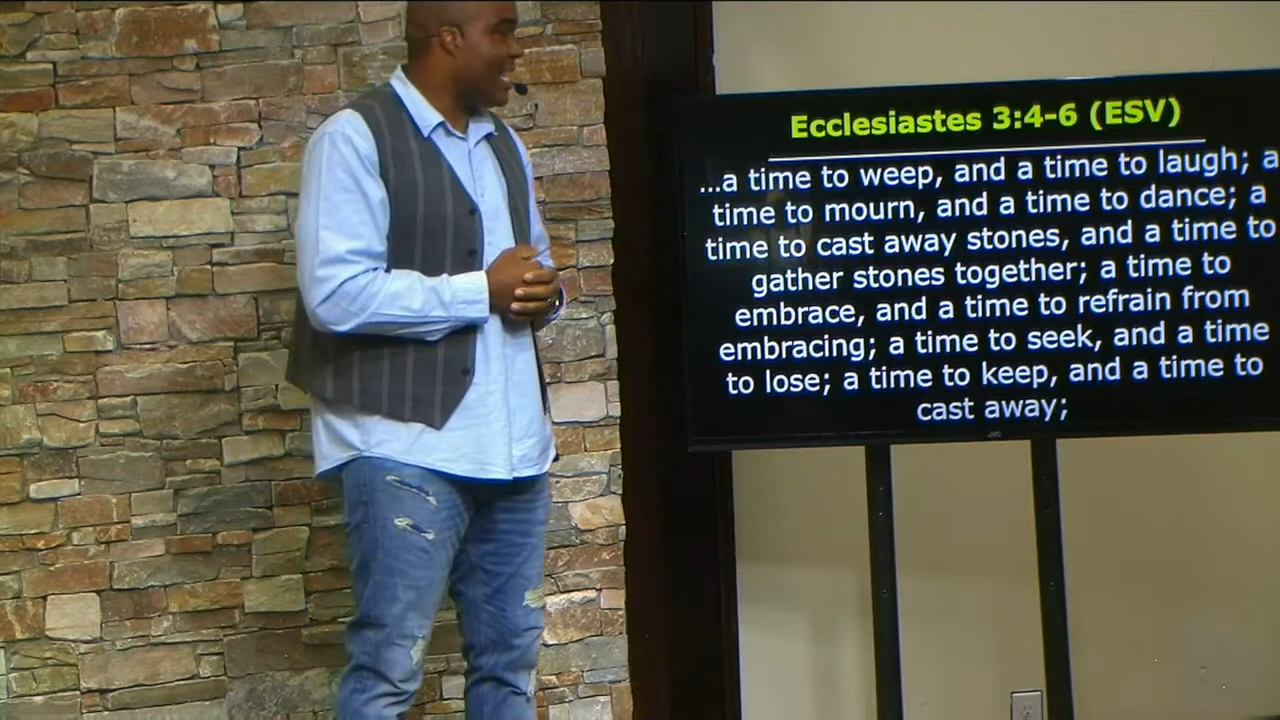 Ecclesiastes 3:4-6 (ESV)
...a time to weep, and a time to laugh; a
time to mourn, and a time to dance; a
time to cast away stones, and a time to
gather stones together; a time to
embrace, and a time to refrain from
embracing; a time to seek, and a time
to lose; a time to keep, and a time to
cast away;
JVC